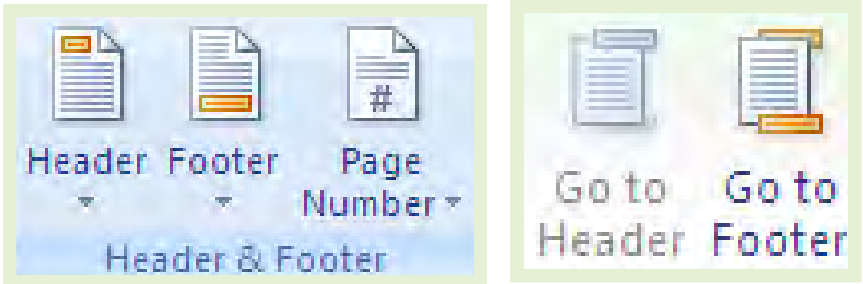 Header Footer Page
Number
Header & Footer
Go to Go to
Header Footer
#